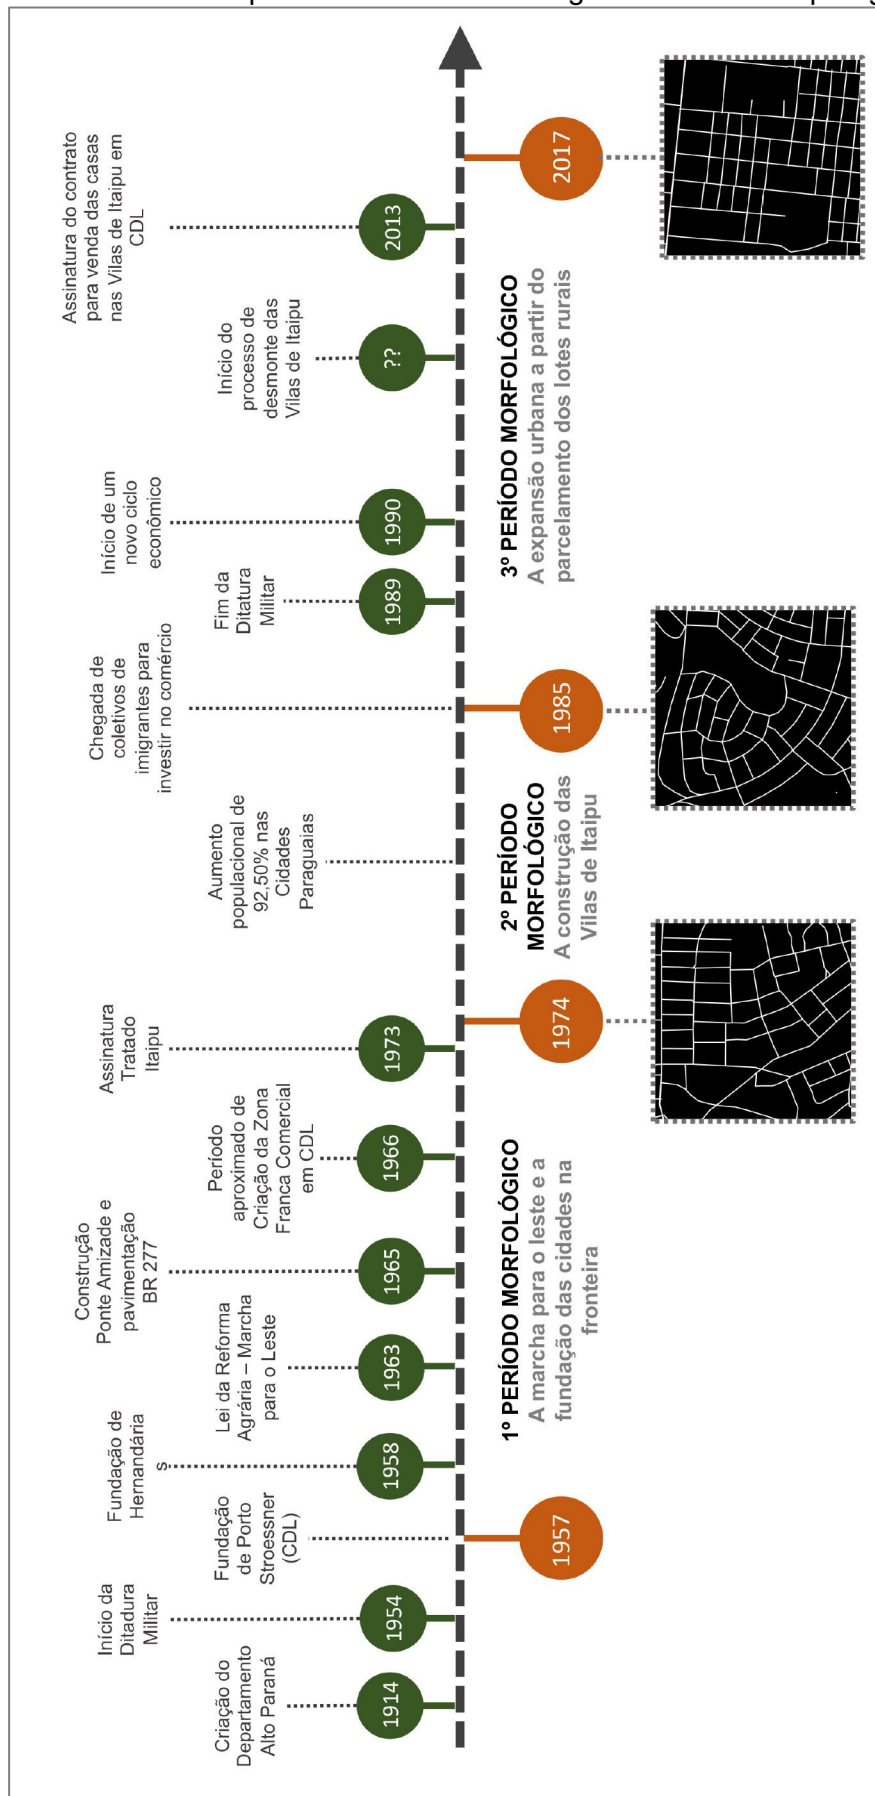 Criação do
Departamento
Alto Paraná
1914
Início da
Ditadura
Militar
1954
Fundação
de Porto
Stroessner
(CDL)
1957
Fundação de
Hernandária
s
1958
Lei da Reforma
Agrária – Marcha
para o Leste
1963
Construção
Ponte Amizade e
pavimentação
BR 277
1965
Período
aproximado de
Criação da Zona
Franca Comercial
em CDL
1966
Assinatura
Tratado
Itaipu
1973
1974
Aumento
populacional de
92,50% nas
Cidades
Paraguaias
Chegada de
coletivos de
imigrantes para
investir no comércio
1985
Fim da
Ditatura
Militar
1989
Início de um
novo ciclo
econômico
1990
Início do
processo de
desmonte das
Vilas de Itaipu
??
Assinatura do contrato
para venda das casas
nas Vilas de Itaipu em
CDL
2013
2017
1º PERÍODO MORFOLÓGICO
A marcha para o leste e a
fundação das cidades na
fronteira
2º PERÍODO
MORFOLÓGICO
A construção das
Vilas de Itaipu
3º PERÍODO MORFOLÓGICO
A expansão urbana a partir do
parcelamento dos lotes rurais